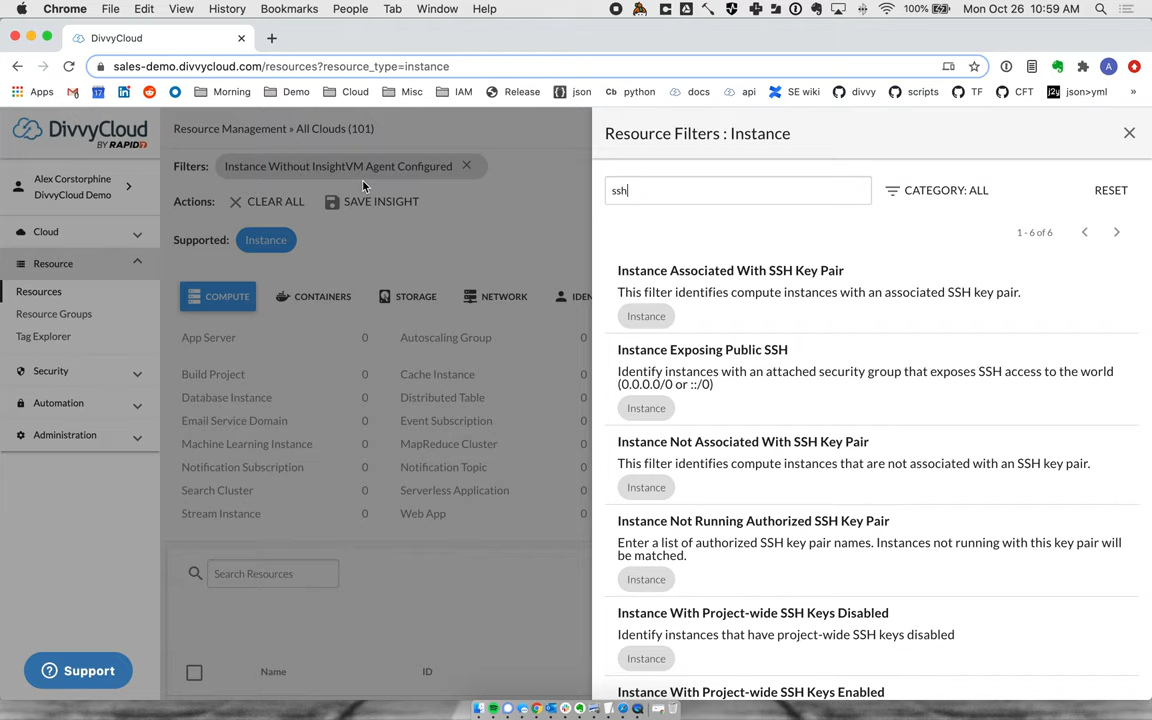 Chrome File Edit View History Bookmarks People Tab Window Help 100% Mon Oct 26 10:59 AM
DivvyCloud
sales-demo.divvycloud.com/resources?resource_type=instance
Apps Morning Demo Cloud Misc IAM Release json Cb python docs api SE wiki divvy scripts TF CFT json>yml »
DivvyCloud
BY RAPID7
Alex Corstorphine
DivvyCloud Demo
Cloud
Resource
Resources
Resource Groups
Tag Explorer
Security
Automation
Administration
Support
Resource Management » All Clouds (101)
Filters: Instance Without InsightVM Agent Configured
Actions: CLEAR ALL SAVE INSIGHT
Supported: Instance
COMPUTE CONTAINERS STORAGE NETWORK IDEN
App Server 0 Autoscaling Group 0
Build Project 0 Cache Instance 0
Database Instance 0 Distributed Table 0
Email Service Domain 0 Event Subscription 0
Machine Learning Instance 0 MapReduce Cluster 0
Notification Subscription 0 Notification Topic 0
Search Cluster 0 Serverless Application 0
Stream Instance 0 Web App 0
Search Resources
Name ID
Resource Filters : Instance
ssh
CATEGORY: ALL
RESET
1 - 6 of 6
Instance Associated With SSH Key Pair
This filter identifies compute instances with an associated SSH key pair.
Instance
Instance Exposing Public SSH
Identify instances with an attached security group that exposes SSH access to the world
(0.0.0.0/0 or ::/0)
Instance
Instance Not Associated With SSH Key Pair
This filter identifies compute instances that are not associated with an SSH key pair.
Instance
Instance Not Running Authorized SSH Key Pair
Enter a list of authorized SSH key pair names. Instances not running with this key pair will
be matched.
Instance
Instance With Project-wide SSH Keys Disabled
Identify instances that have project-wide SSH keys disabled
Instance
Instance With Project-wide SSH Keys Enabled